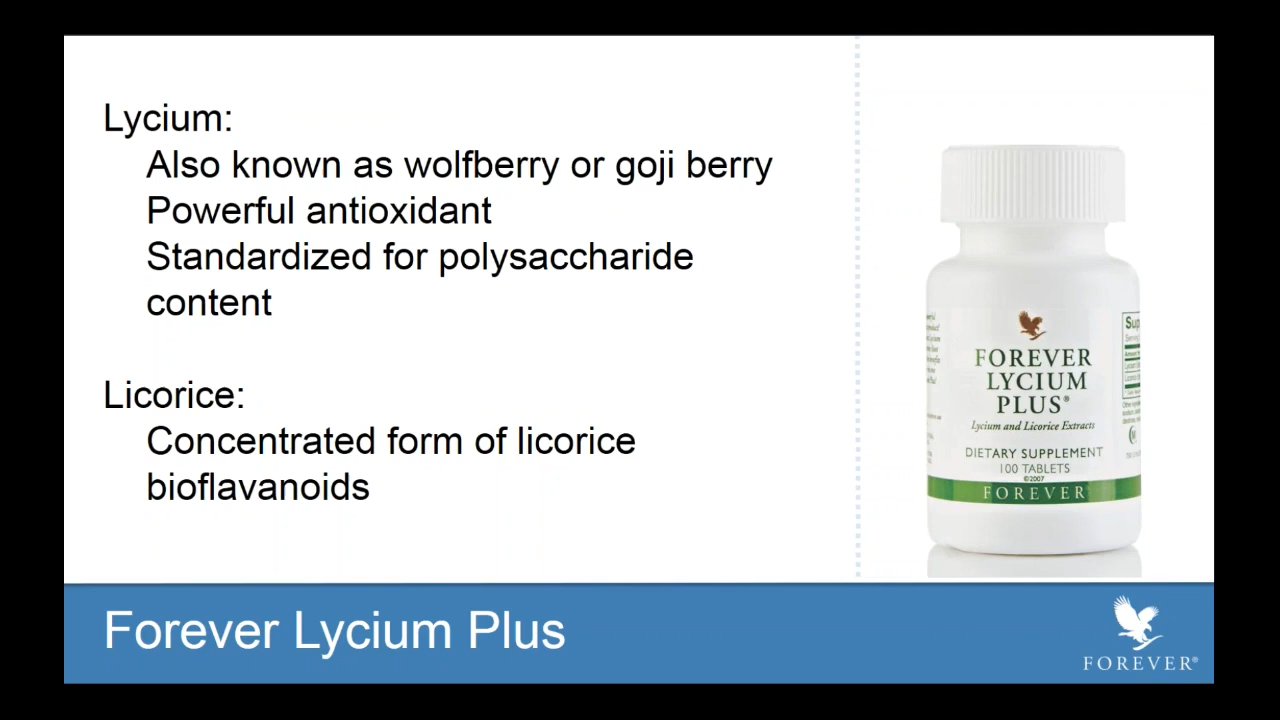 Lycium:
Also known as wolfberry or goji berry
Powerful antioxidant
Standardized for polysaccharide
content
Licorice:
Concentrated form of licorice
bioflavanoids
FOREVER
LYCIUM
PLUS®
Lycium and Licorice Extracts
DIETARY SUPPLEMENT
100 TABLETS
©2007
FOREVER
Forever Lycium Plus
FOREVER®